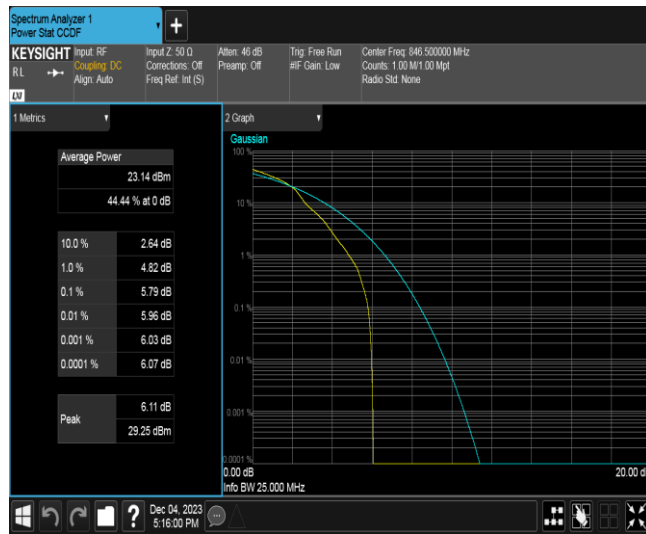 Spectrum Analyzer 1
Power Stat CCDF
+
KEYSIGHT
RL
LXI
Input: RF
Coupling: DC
Align: Auto
Input Z: 50 Ω
Corrections: Off
Freq Ref: Int (S)
Atten: 46 dB
Preamp: Off
Trig: Free Run
#IF Gain: Low
Center Freq: 846.500000 MHz
Counts: 1.00 M/1.00 Mpt
Radio Std: None
1 Metrics
Average Power
23.14 dBm
44.44 % at 0 dB
10.0 % 2.64 dB
1.0 % 4.82 dB
0.1 % 5.79 dB
0.01 % 5.96 dB
0.001 % 6.03 dB
0.0001 % 6.07 dB
Peak
6.11 dB
29.25 dBm
2 Graph
Gaussian
100 %
10 %
1 %
0.1 %
0.01 %
0.001 %
0.0001 %
0.00 dB
20.00 d
Info BW 25.000 MHz
?
Dec 04, 2023
5:16:00 PM